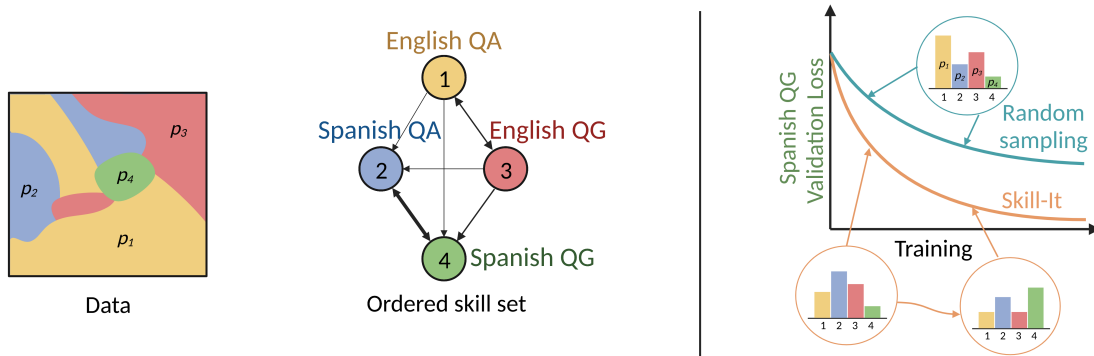 p₃
p₂
p₄
p₁
Data
English QA
1
Spanish QA
English QG
2
3
4
Spanish QG
Ordered skill set
Spanish QG
Validation Loss
p₁
p₂
p₃
p₄
1 2 3 4
Random
sampling
Skill-It
Training
1 2 3 4
1 2 3 4